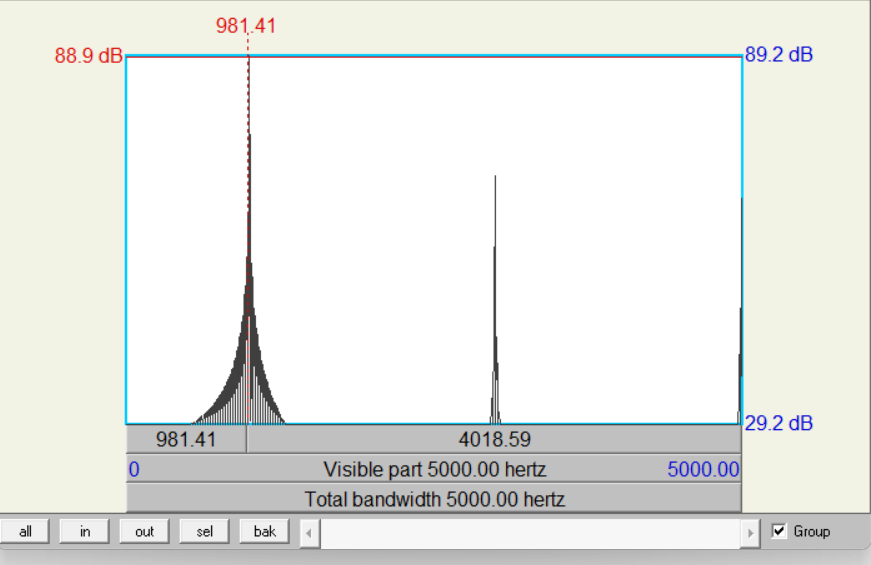 981.41
88.9 dB
89.2 dB
29.2 dB
981.41 4018.59
0 Visible part 5000.00 hertz 5000.00
Total bandwidth 5000.00 hertz
all in out sel bak Group